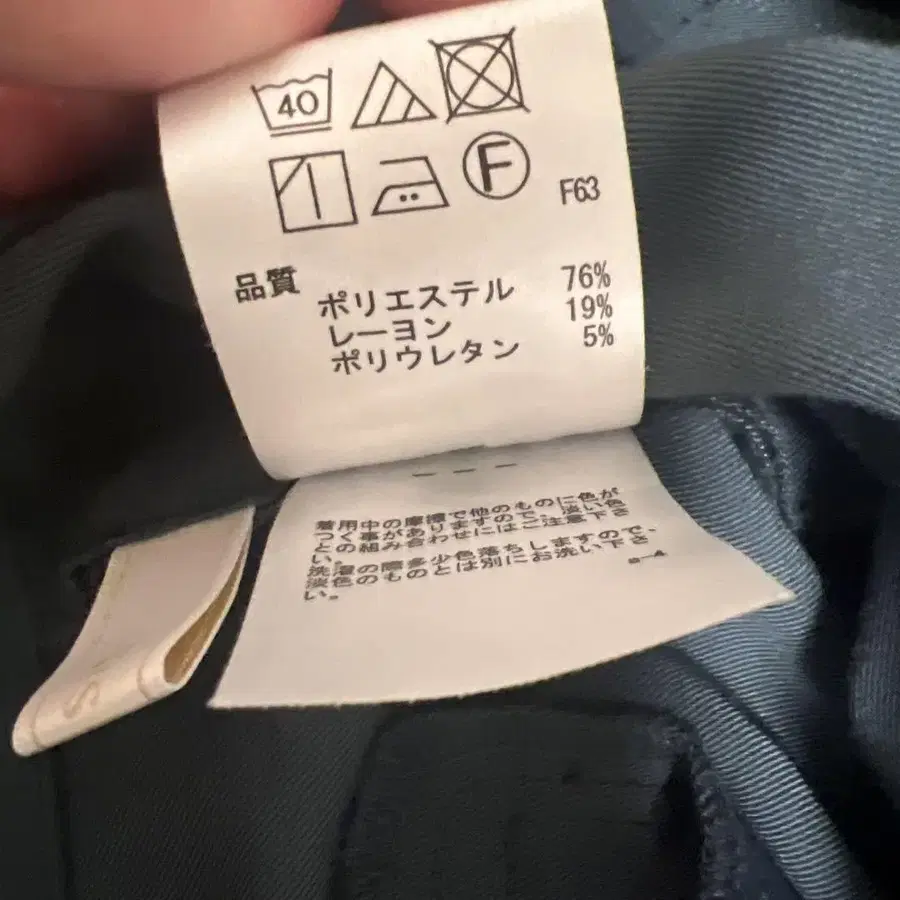 40
F
F63
品質
ポリエステル 76%
レーヨン 19%
ポリウレタン 5%
着用中の摩擦で他のものに色が
つく事がありますので、淡い色
との組み合わせにはご注意下さ
い。
洗濯の際多少色落ちしますので、
淡色のものとは別にお洗い下さ
い。
S